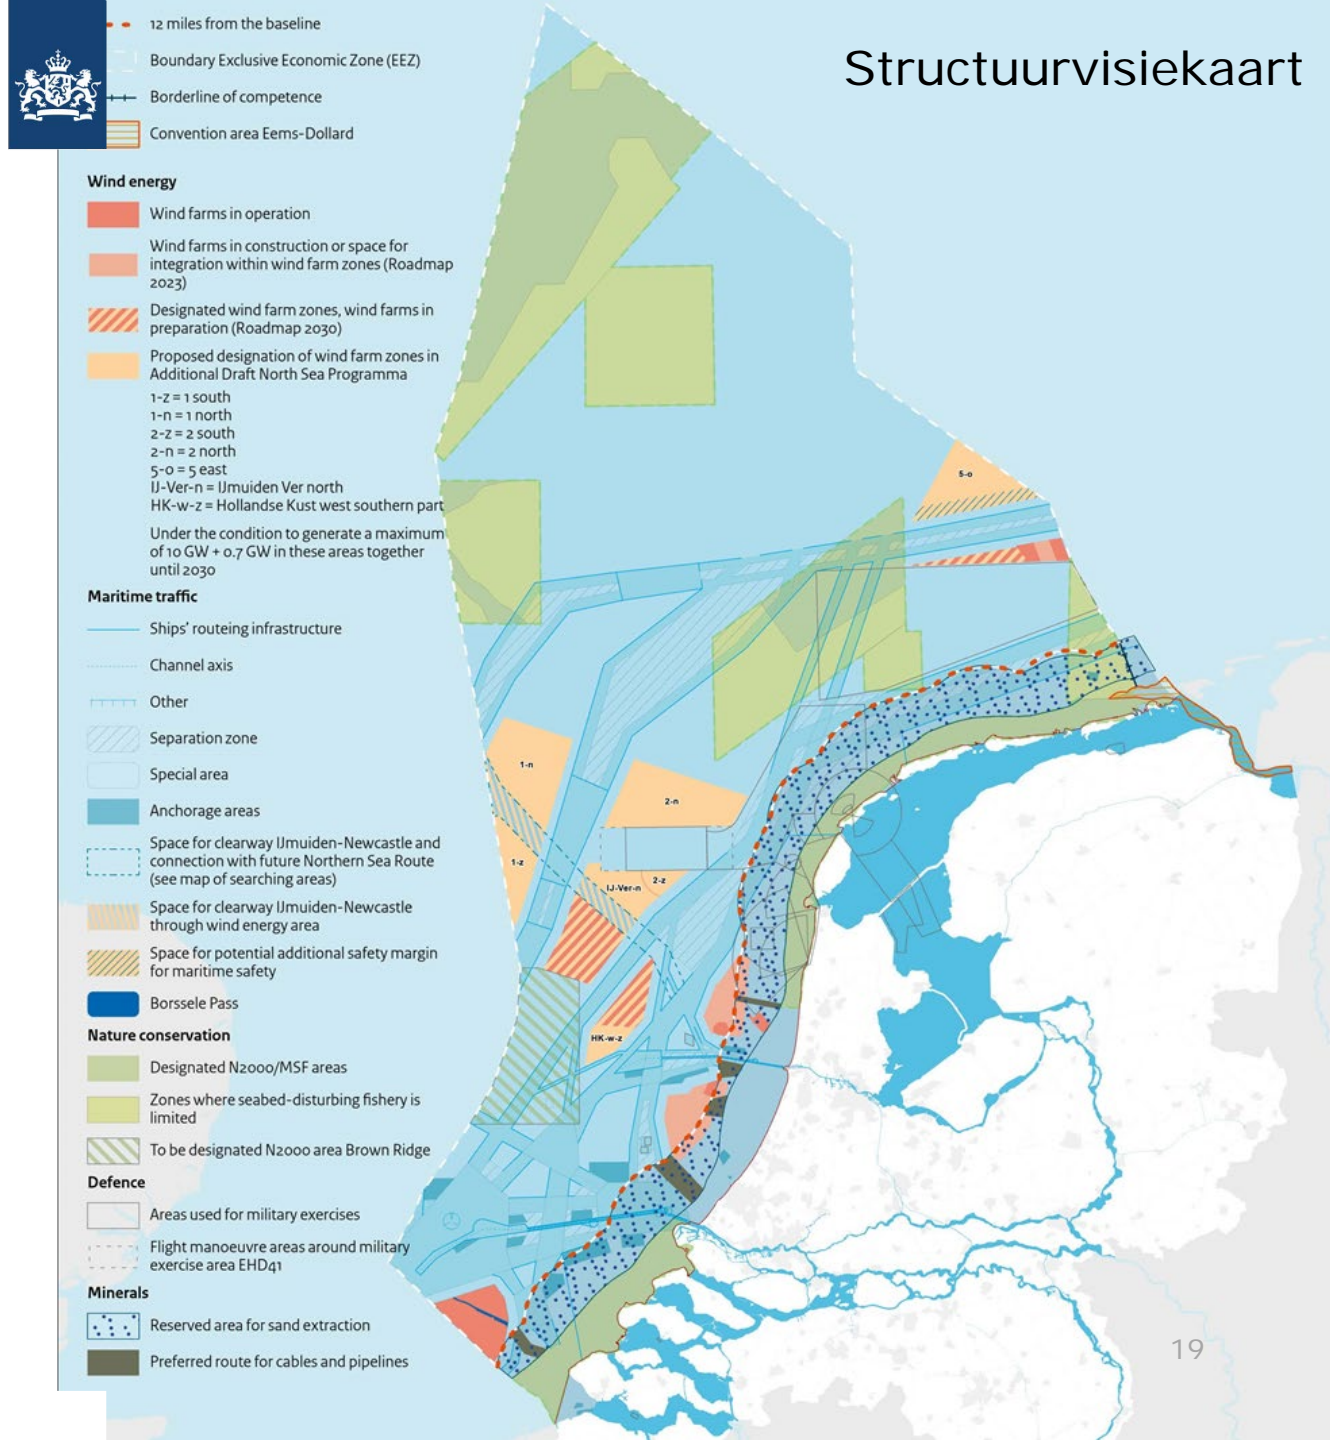 Structuurvisiekaart
12 miles from the baseline
Boundary Exclusive Economic Zone (EEZ)
Borderline of competence
Convention area Eems-Dollard
Wind energy
Wind farms in operation
Wind farms in construction or space for
integration within wind farm zones (Roadmap
2023)
Designated wind farm zones, wind farms in
preparation (Roadmap 2030)
Proposed designation of wind farm zones in
Additional Draft North Sea Programma
1-z = 1 south
1-n = 1 north
2-z = 2 south
2-n = 2 north
5-o = 5 east
IJ-Ver-n = IJmuiden Ver north
HK-w-z = Hollandse Kust west southern part
Under the condition to generate a maximum
of 10 GW + 0.7 GW in these areas together
until 2030
Maritime traffic
Ships' routeing infrastructure
Channel axis
Other
Separation zone
Special area
Anchorage areas
Space for clearway IJmuiden-Newcastle and
connection with future Northern Sea Route
(see map of searching areas)
Space for clearway IJmuiden-Newcastle
through wind energy area
Space for potential additional safety margin
for maritime safety
Borssele Pass
Nature conservation
Designated N2000/MSF areas
Zones where seabed-disturbing fishery is
limited
To be designated N2000 area Brown Ridge
Defence
Areas used for military exercises
Flight manoeuvre areas around military
exercise area EHD41
Minerals
Reserved area for sand extraction
Preferred route for cables and pipelines
5-o
1-n
2-n
1-z
2-z
IJ-Ver-n
HK-w-z
19